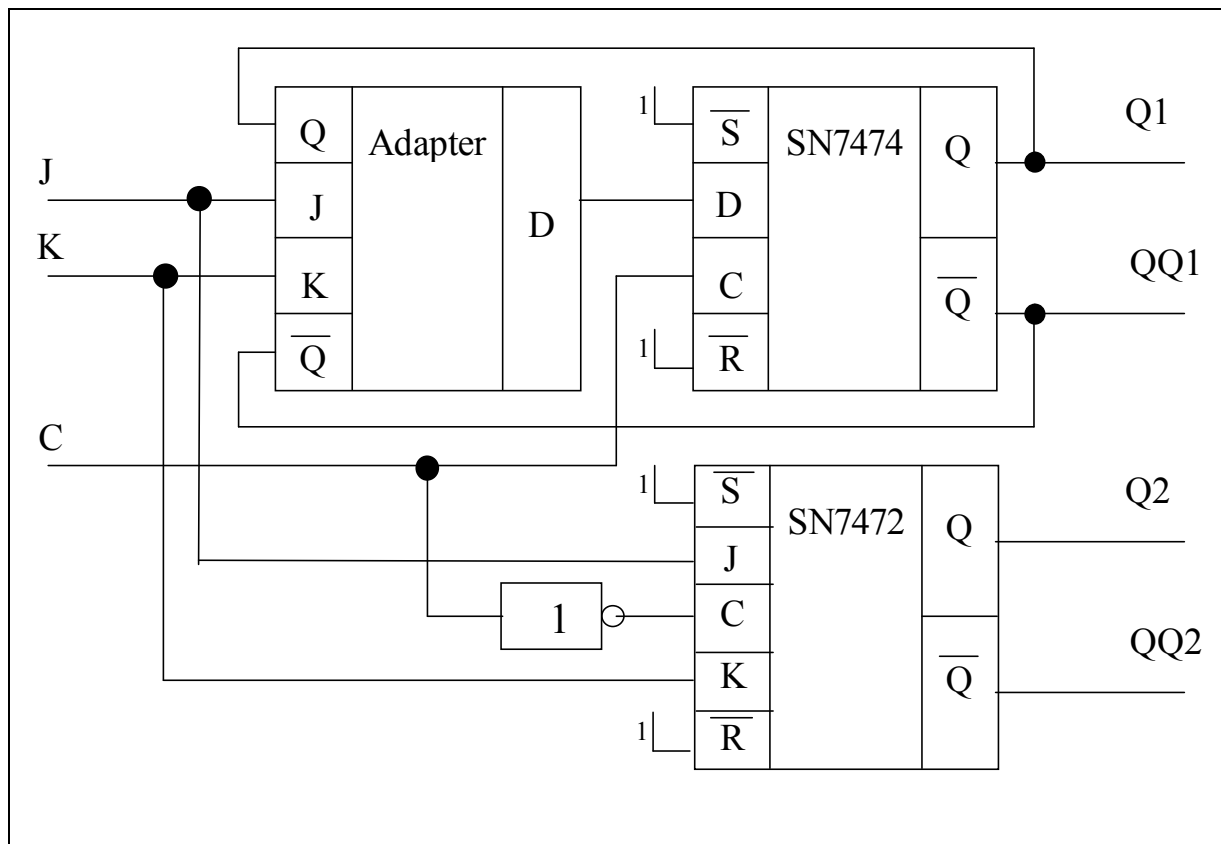 J
K
C
Q
J
K
Q̅
Adapter
D
1
S̅
D
C
R̅
1
SN7474
Q
Q̅
Q1
QQ1
1
S̅
J
C
K
R̅
1
SN7472
Q
Q̅
Q2
QQ2
1